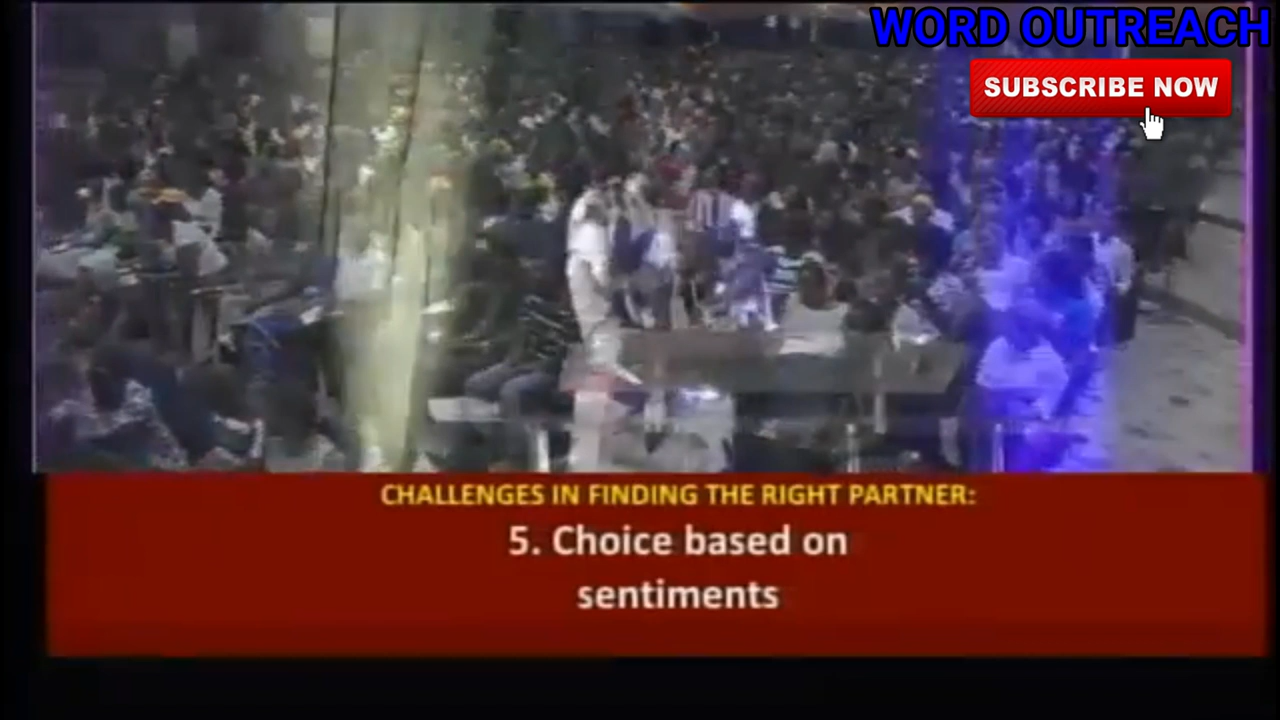 WORD OUTREACH
SUBSCRIBE NOW
CHALLENGES IN FINDING THE RIGHT PARTNER:
5. Choice based on
sentiments